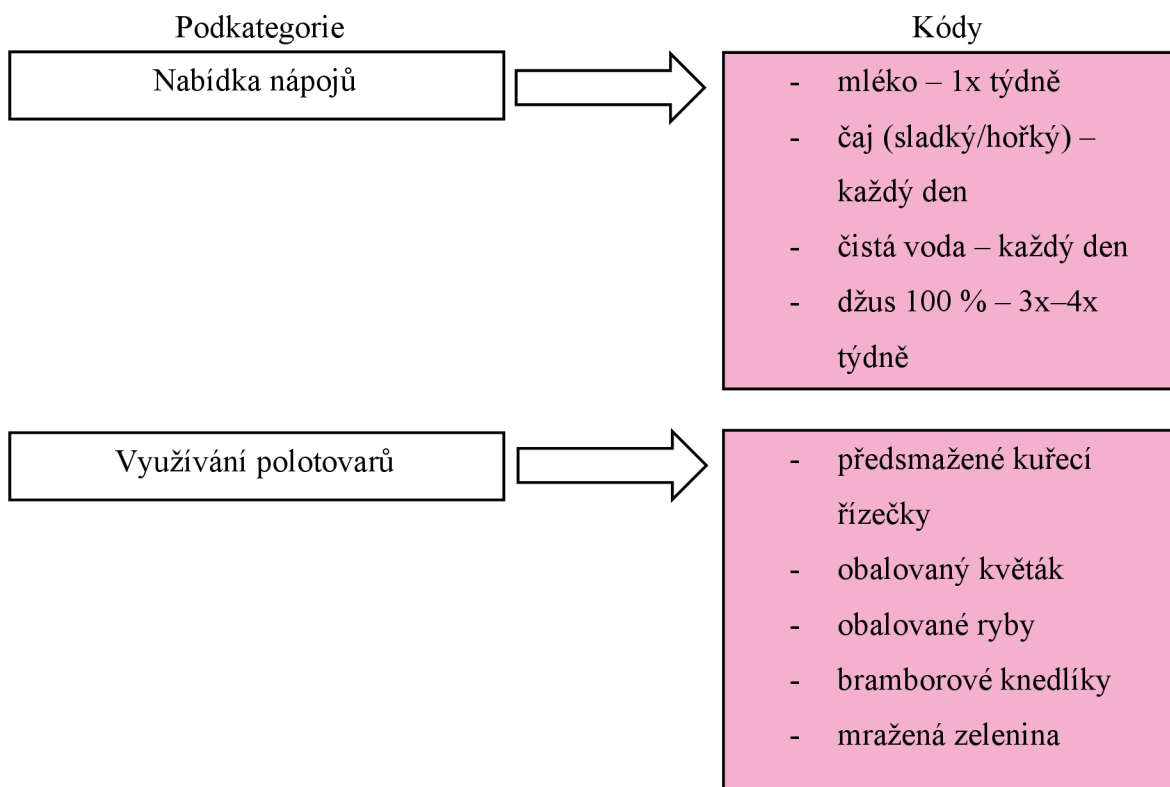 Podkategorie
Kódy
Nabídka nápojů
- mléko – 1x týdně
- čaj (sladký/hořký) –
každý den
- čistá voda – každý den
- džus 100 % – 3x–4x
týdně
Využívání polotovarů
- předsmažené kuřecí
řízečky
- obalovaný květák
- obalované ryby
- bramborové knedlíky
- mražená zelenina